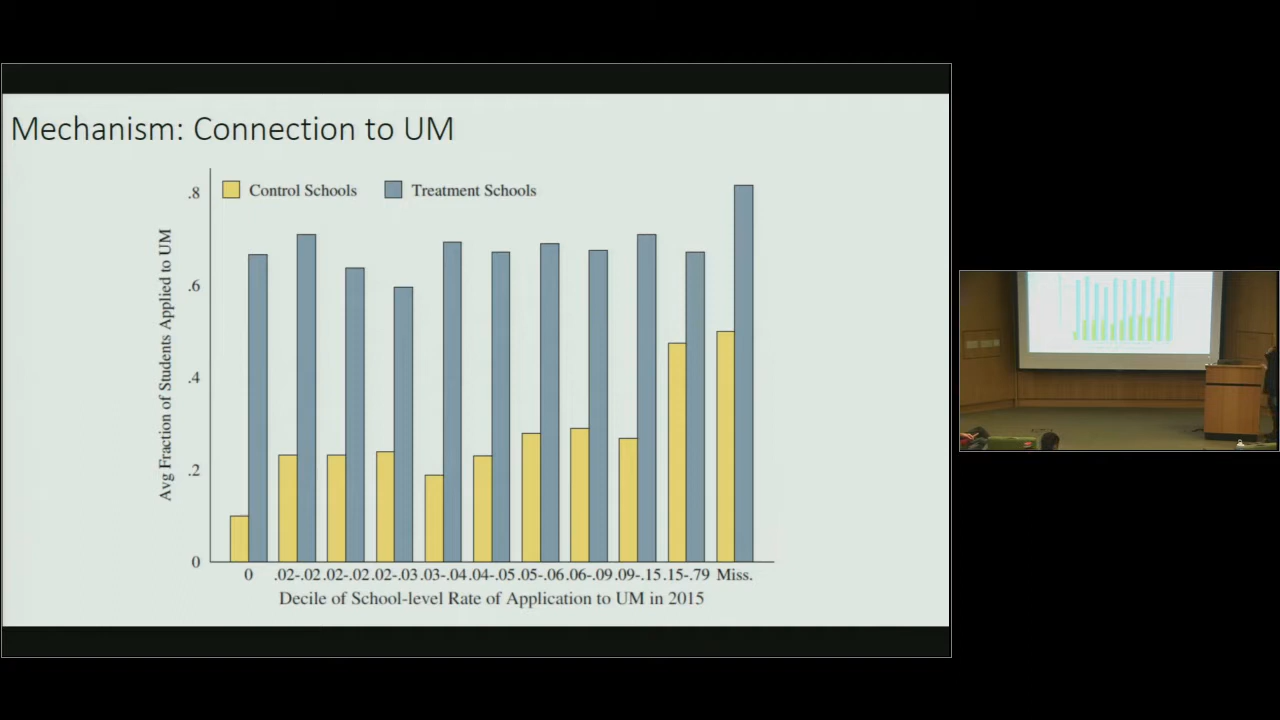 Mechanism: Connection to UM
Control Schools
Treatment Schools
Avg Fraction of Students Applied to UM
.8
.6
.4
.2
0
0 .02-.02 .02-.02 .02-.03 .03-.04 .04-.05 .05-.06 .06-.09 .09-.15 .15-.79 Miss.
Decile of School-level Rate of Application to UM in 2015